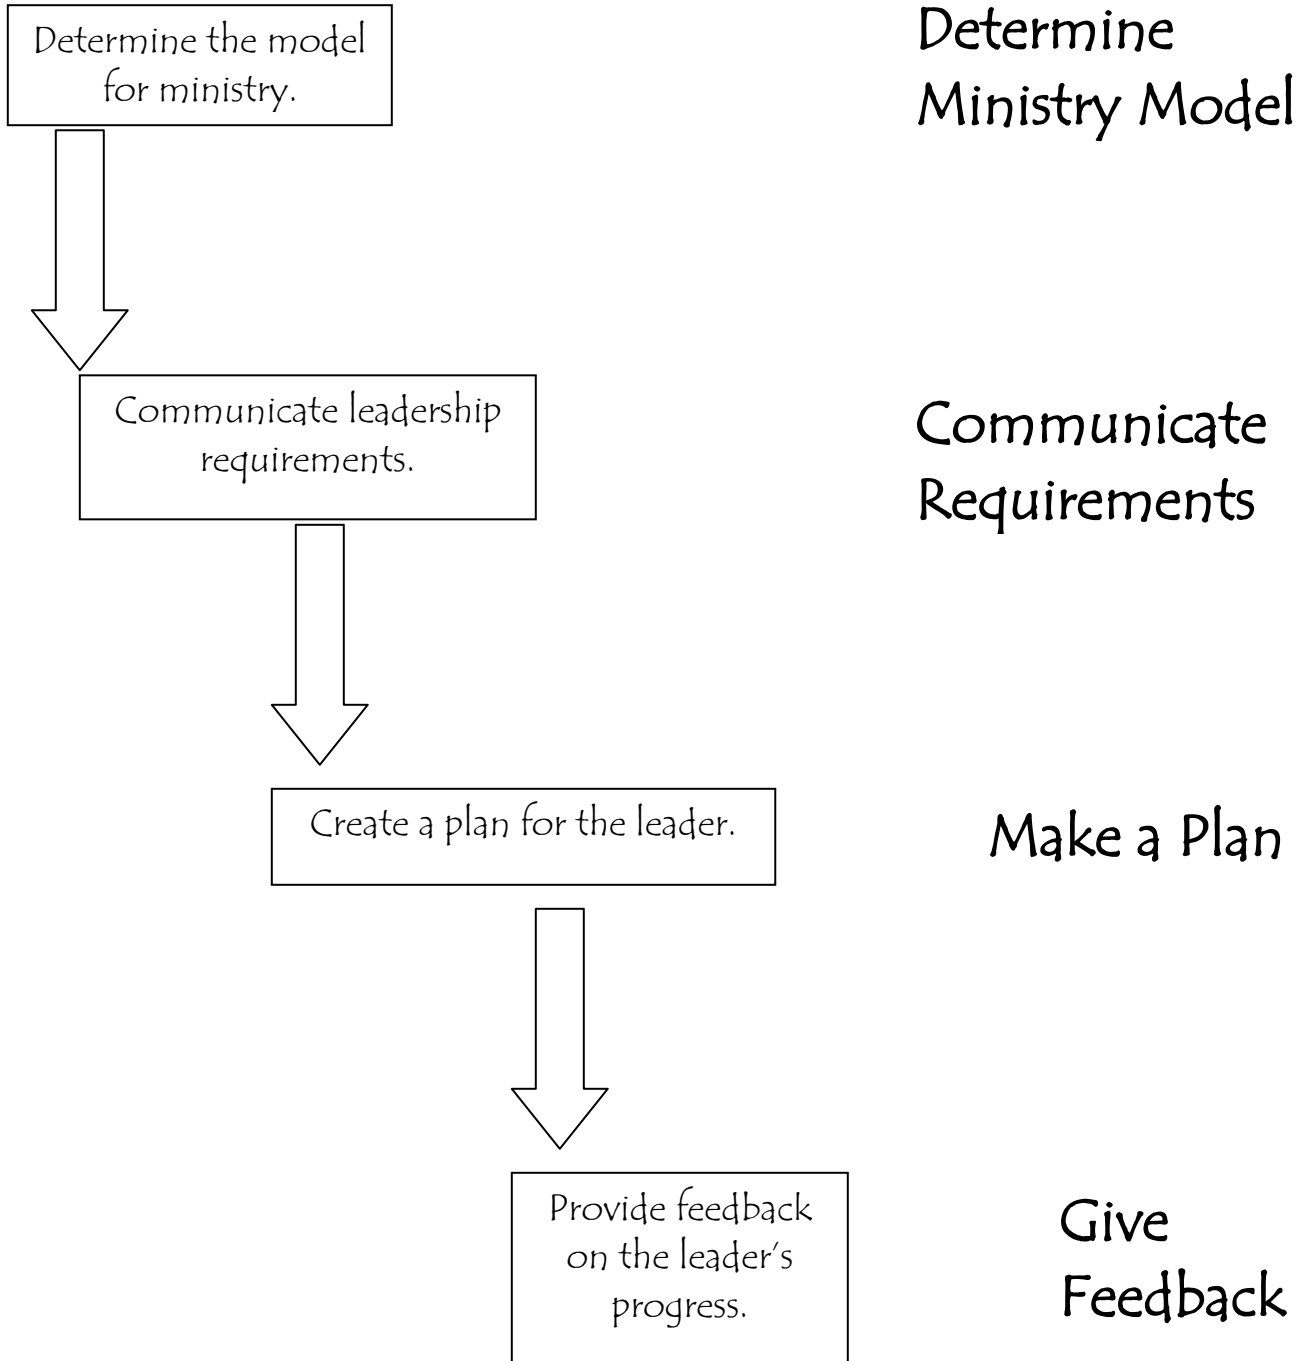 Determine the model
for ministry.
Determine
Ministry Model
Communicate leadership
requirements.
Communicate
Requirements
Create a plan for the leader.
Make a Plan
Provide feedback
on the leader’s
progress.
Give
Feedback